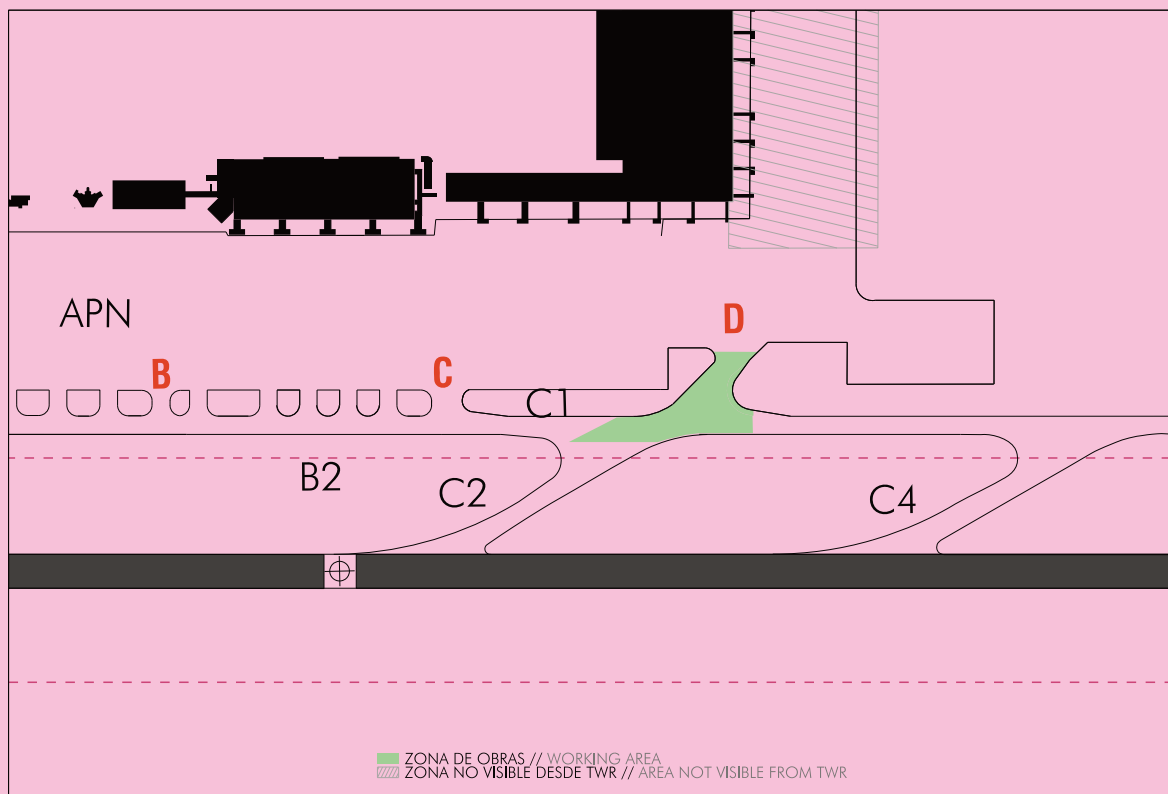 APN
D
B
C
C1
B2
C2
C4
ZONA DE OBRAS // WORKING AREA
ZONA NO VISIBLE DESDE TWR // AREA NOT VISIBLE FROM TWR